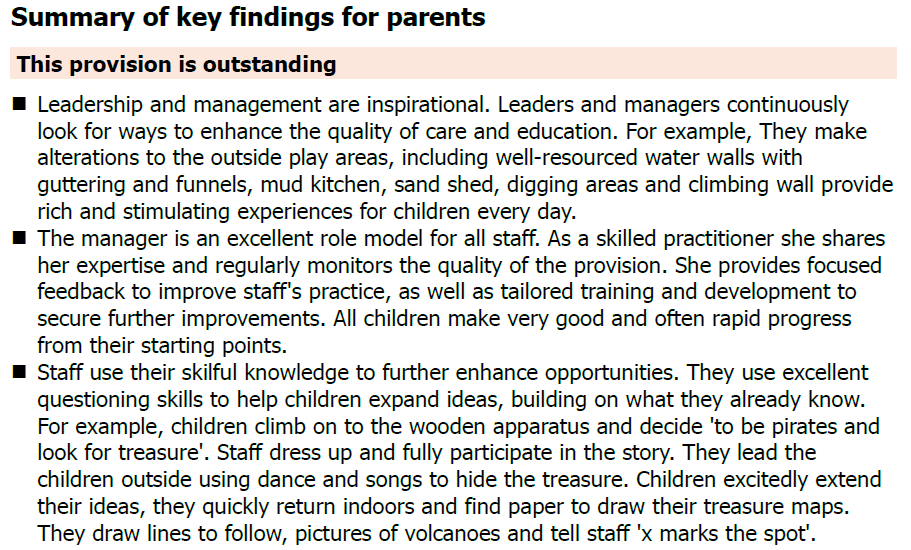 Summary of key findings for parents
This provision is outstanding
■ Leadership and management are inspirational. Leaders and managers continuously
look for ways to enhance the quality of care and education. For example, They make
alterations to the outside play areas, including well-resourced water walls with
guttering and funnels, mud kitchen, sand shed, digging areas and climbing wall provide
rich and stimulating experiences for children every day.
■ The manager is an excellent role model for all staff. As a skilled practitioner she shares
her expertise and regularly monitors the quality of the provision. She provides focused
feedback to improve staff's practice, as well as tailored training and development to
secure further improvements. All children make very good and often rapid progress
from their starting points.
■ Staff use their skilful knowledge to further enhance opportunities. They use excellent
questioning skills to help children expand ideas, building on what they already know.
For example, children climb on to the wooden apparatus and decide 'to be pirates and
look for treasure'. Staff dress up and fully participate in the story. They lead the
children outside using dance and songs to hide the treasure. Children excitedly extend
their ideas, they quickly return indoors and find paper to draw their treasure maps.
They draw lines to follow, pictures of volcanoes and tell staff 'x marks the spot'.